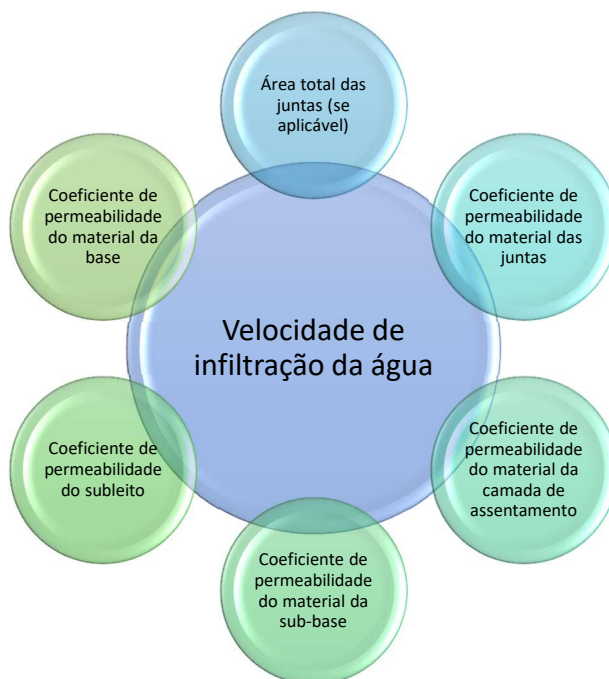 Área total das
juntas (se
aplicável)
Coeficiente de
permeabilidade
do material da
base
Coeficiente de
permeabilidade
do material das
juntas
Velocidade de
infiltração da água
Coeficiente de
permeabilidade
do subleito
Coeficiente de
permeabilidade
do material da
camada de
assentamento
Coeficiente de
permeabilidade
do material da
sub-base